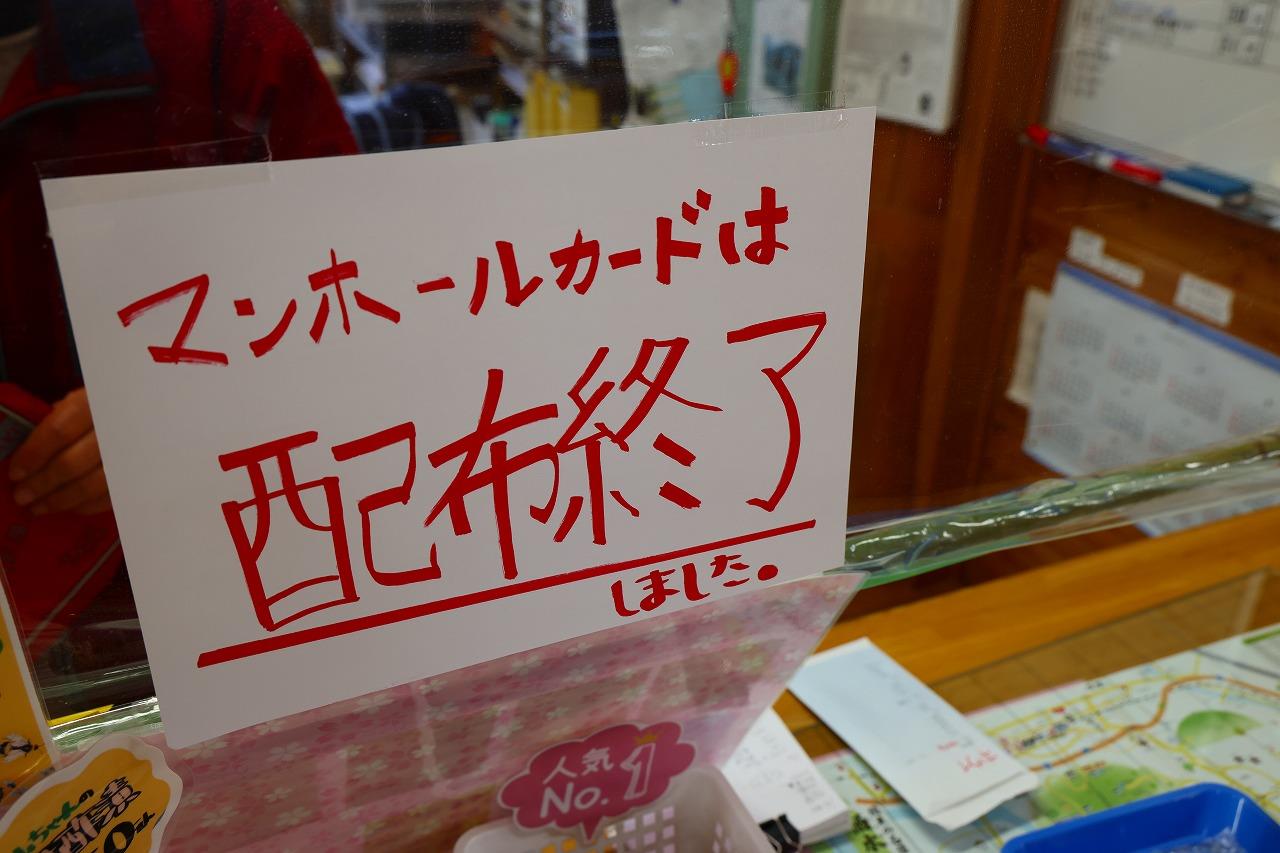 マンホールカードは
配布終了
しました。
人気
No.1